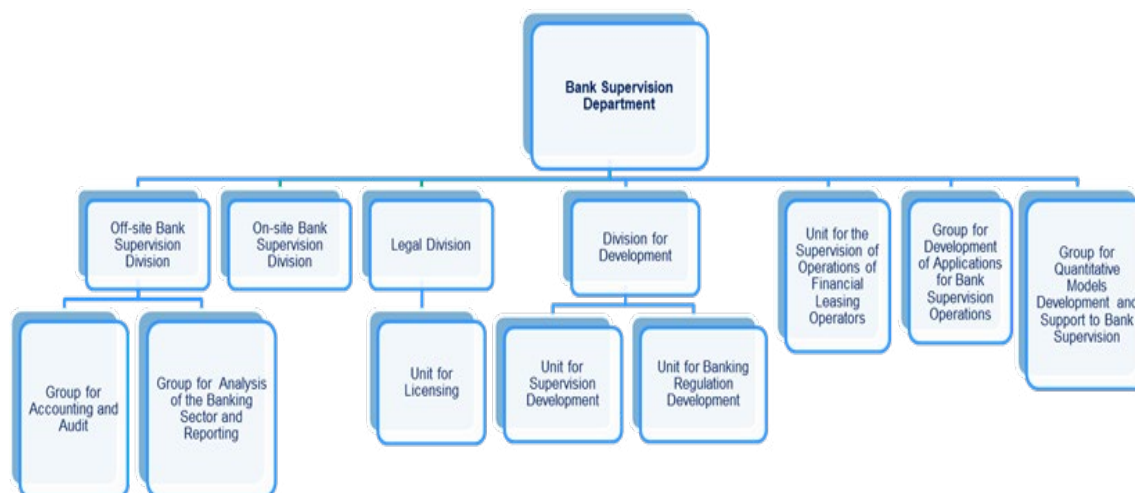 Bank Supervision
Department
Off-site Bank
Supervision
Division
On-site Bank
Supervision
Division
Legal Division
Division for
Development
Unit for the
Supervision of
Operations of
Financial
Leasing
Operators
Group for
Development
of Applications
for Bank
Supervision
Operations
Group for
Quantitative
Models
Development and
Support to Bank
Supervision
Group for
Accounting and
Audit
Group for Analysis
of the Banking
Sector and
Reporting
Unit for
Licensing
Unit for
Supervision
Development
Unit for Banking
Regulation
Development